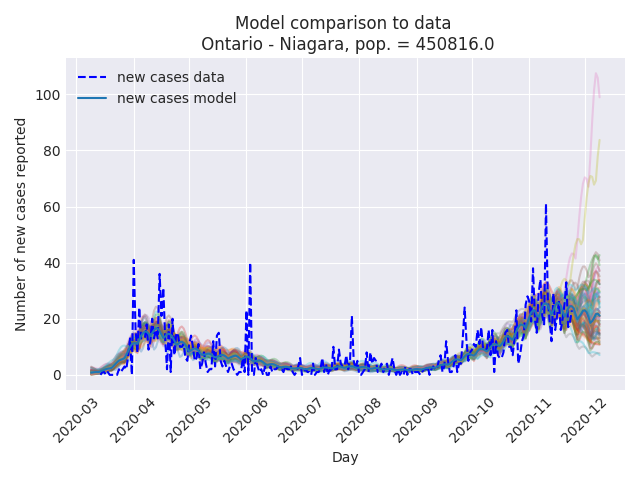 Model comparison to data
Ontario - Niagara, pop. = 450816.0
new cases data
new cases model
Number of new cases reported
100
80
60
40
20
0
2020-03
2020-04
2020-05
2020-06
2020-07
2020-08
2020-09
2020-10
2020-11
2020-12
Day